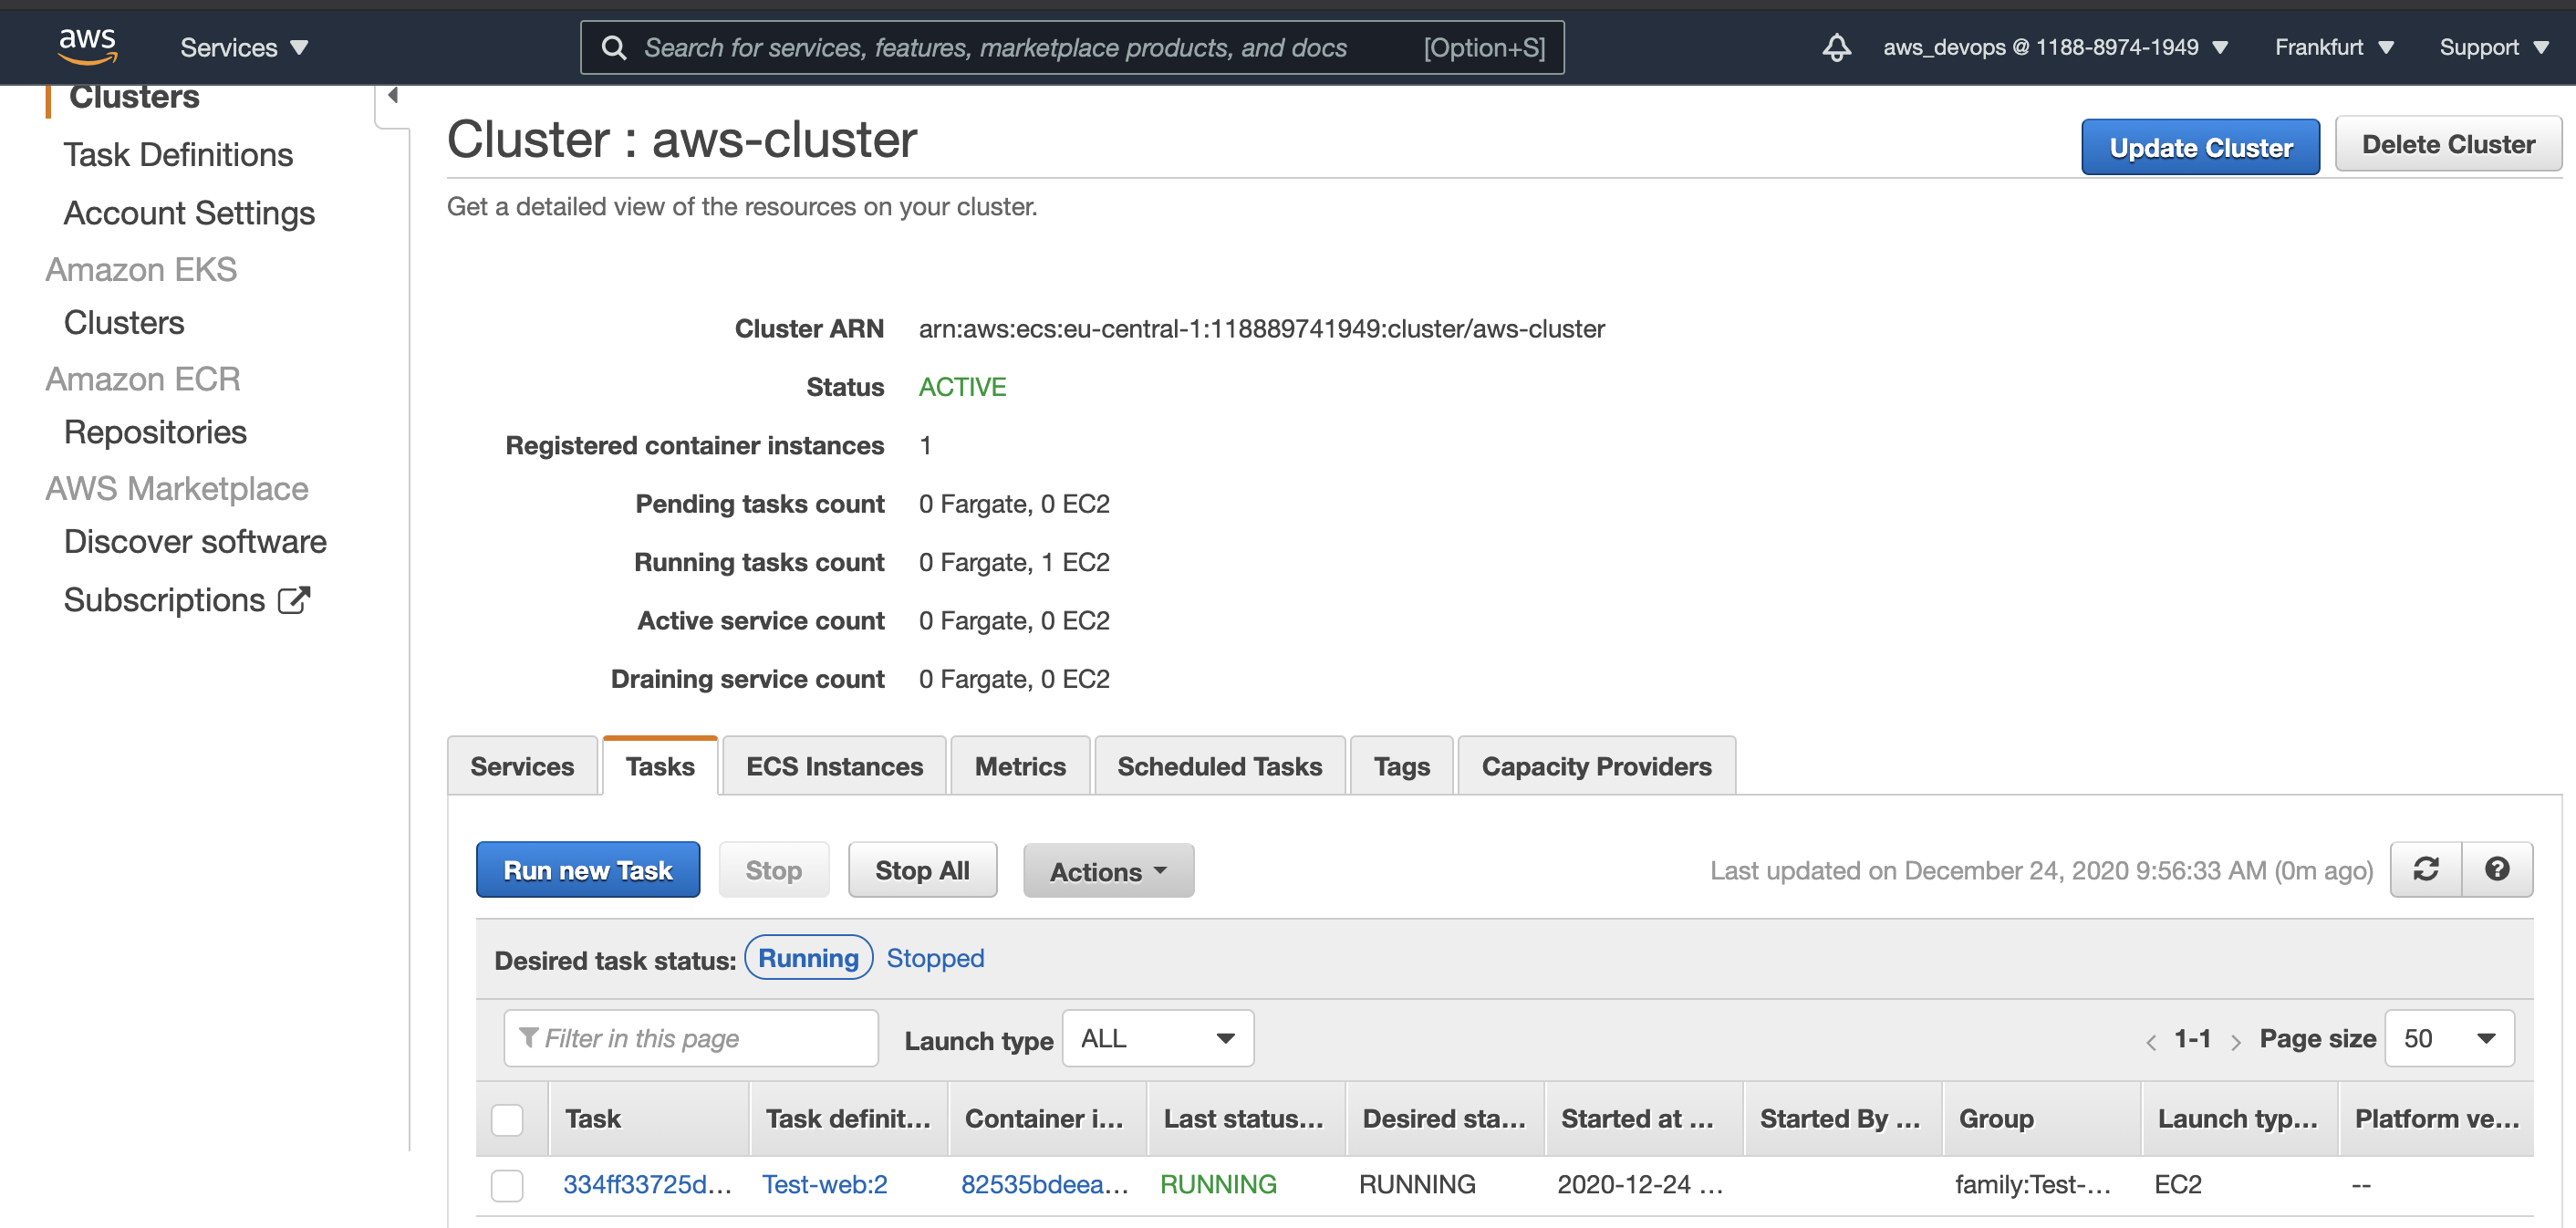 aws Services Search for services, features, marketplace products, and docs [Option+S] aws_devops @ 1188-8974-1949 Frankfurt Support
Clusters
Task Definitions
Account Settings
Amazon EKS
Clusters
Amazon ECR
Repositories
AWS Marketplace
Discover software
Subscriptions
Cluster : aws-cluster
Update Cluster Delete Cluster
Get a detailed view of the resources on your cluster.
Cluster ARN arn:aws:ecs:eu-central-1:118889741949:cluster/aws-cluster
Status ACTIVE
Registered container instances 1
Pending tasks count 0 Fargate, 0 EC2
Running tasks count 0 Fargate, 1 EC2
Active service count 0 Fargate, 0 EC2
Draining service count 0 Fargate, 0 EC2
Services Tasks ECS Instances Metrics Scheduled Tasks Tags Capacity Providers
Run new Task Stop Stop All Actions Last updated on December 24, 2020 9:56:33 AM (0m ago)
Desired task status: Running Stopped
Filter in this page Launch type ALL < 1-1 > Page size 50
Task Task definit... Container i... Last status... Desired sta... Started at ... Started By ... Group Launch typ... Platform ve...
334ff33725d... Test-web:2 82535bdeea... RUNNING RUNNING 2020-12-24 ... family:Test-... EC2 --